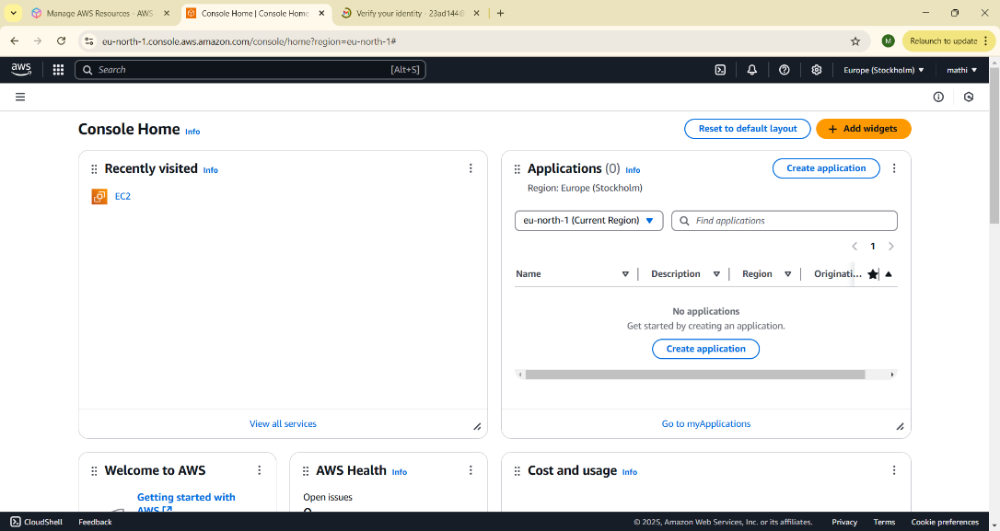 Manage AWS Resources - AWS
Console Home | Console Home
Verify your identity - 23ad144@
eu-north-1.console.aws.amazon.com/console/home?region=eu-north-1#
M
Relaunch to update
aws
Search
[Alt+S]
Europe (Stockholm)
mathi
Console Home Info
Reset to default layout
Add widgets
Recently visited Info
EC2
View all services
Applications (0) Info
Region: Europe (Stockholm)
Create application
eu-north-1 (Current Region)
Find applications
1
Name
Description
Region
Originati...
No applications
Get started by creating an application.
Create application
Go to myApplications
Welcome to AWS
Getting started with
AWS
AWS Health Info
Open issues
Cost and usage Info
CloudShell
Feedback
© 2025, Amazon Web Services, Inc. or its affiliates.
Privacy
Terms
Cookie preferences